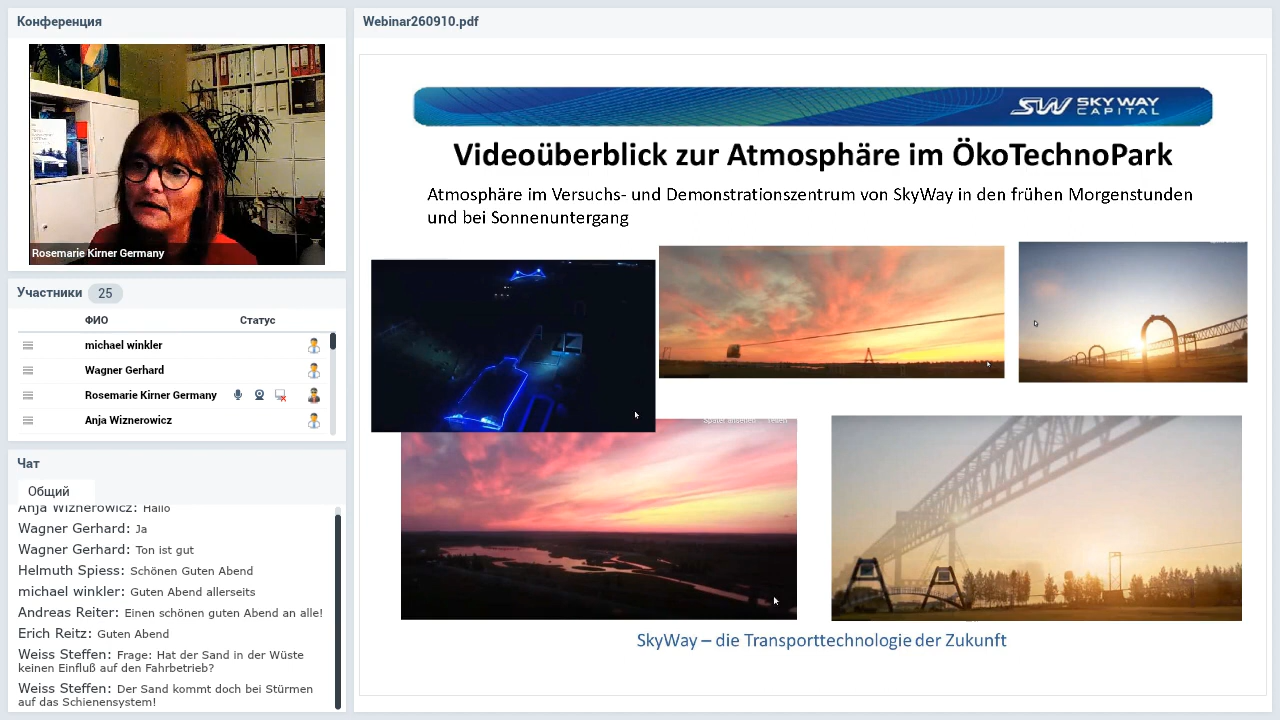 Конференция
Rosemarie Kirner Germany
Участники 25
ФИО Статус
michael winkler
Wagner Gerhard
Rosemarie Kirner Germany
Anja Wiznerowicz
Чат
Общий
Anja Wiznerowicz: Hallo
Wagner Gerhard: Ja
Wagner Gerhard: Ton ist gut
Helmuth Spiess: Schönen Guten Abend
michael winkler: Guten Abend allerseits
Andreas Reiter: Einen schönen guten Abend an alle!
Erich Reitz: Guten Abend
Weiss Steffen: Frage: Hat der Sand in der Wüste
keinen Einfluß auf den Fahrbetrieb?
Weiss Steffen: Der Sand kommt doch bei Stürmen
auf das Schienensystem!
Webinar260910.pdf
SW SKY WAY
CAPITAL
Videoüberblick zur Atmosphäre im ÖkoTechnoPark
Atmosphäre im Versuchs- und Demonstrationszentrum von SkyWay in den frühen Morgenstunden
und bei Sonnenuntergang
SkyWay – die Transporttechnologie der Zukunft